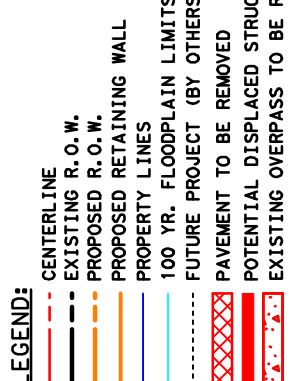 LEGEND:
CENTERLINE
EXISTING R.O.W.
PROPOSED R.O.W.
PROPOSED RETAINING WALL
PROPERTY LINES
100 YR. FLOODPLAIN LIMITS
FUTURE PROJECT (BY OTHERS
PAVEMENT TO BE REMOVED
POTENTIAL DISPLACED STRUC
EXISTING OVERPASS TO BE R